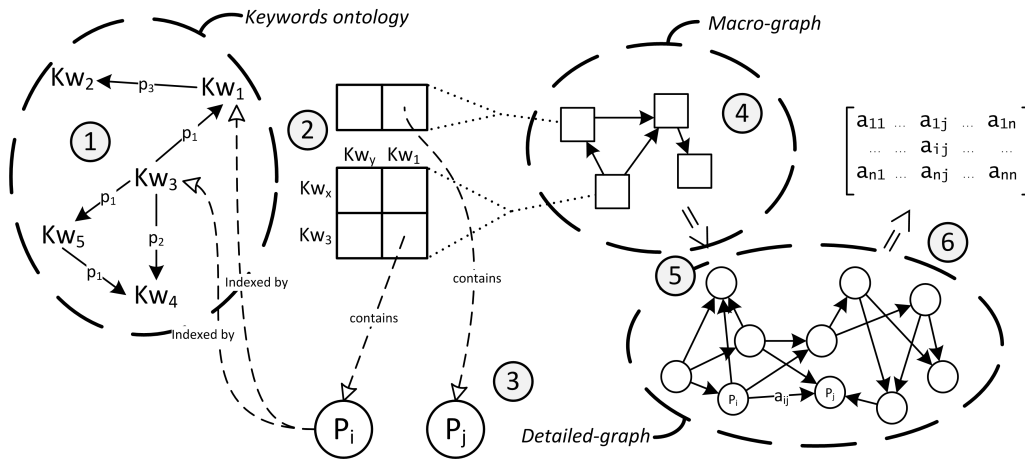 Keywords ontology
Macro-graph
Kw2
p3
Kw1
1
p1
2
4
a11 ... a1j ... a1n
... ... aij ... ...
an1 ... anj ... ann
Kwy Kw1
Kw3
Kwx
p1
Kw5
p2
Kw3
p1
Kw4
Indexed by
Indexed by
contains
contains
5
6
3
Pi
Pj
Pi
aij
Pj
Detailed-graph